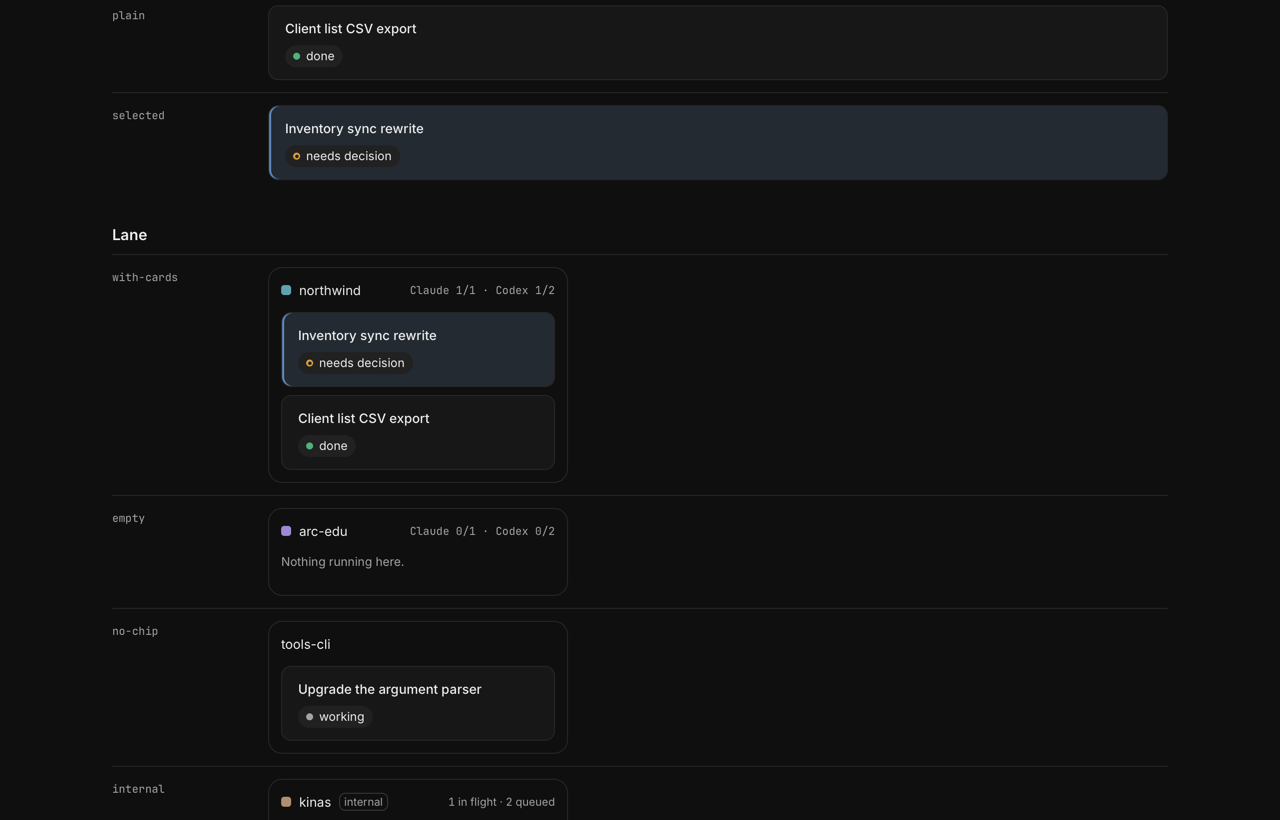 plain
Client list CSV export
done
selected
Inventory sync rewrite
needs decision
Lane
with-cards
northwind
Claude 1/1 · Codex 1/2
Inventory sync rewrite
needs decision
Client list CSV export
done
empty
arc-edu
Claude 0/1 · Codex 0/2
Nothing running here.
no-chip
tools-cli
Upgrade the argument parser
working
internal
kinas
internal
1 in flight · 2 queued